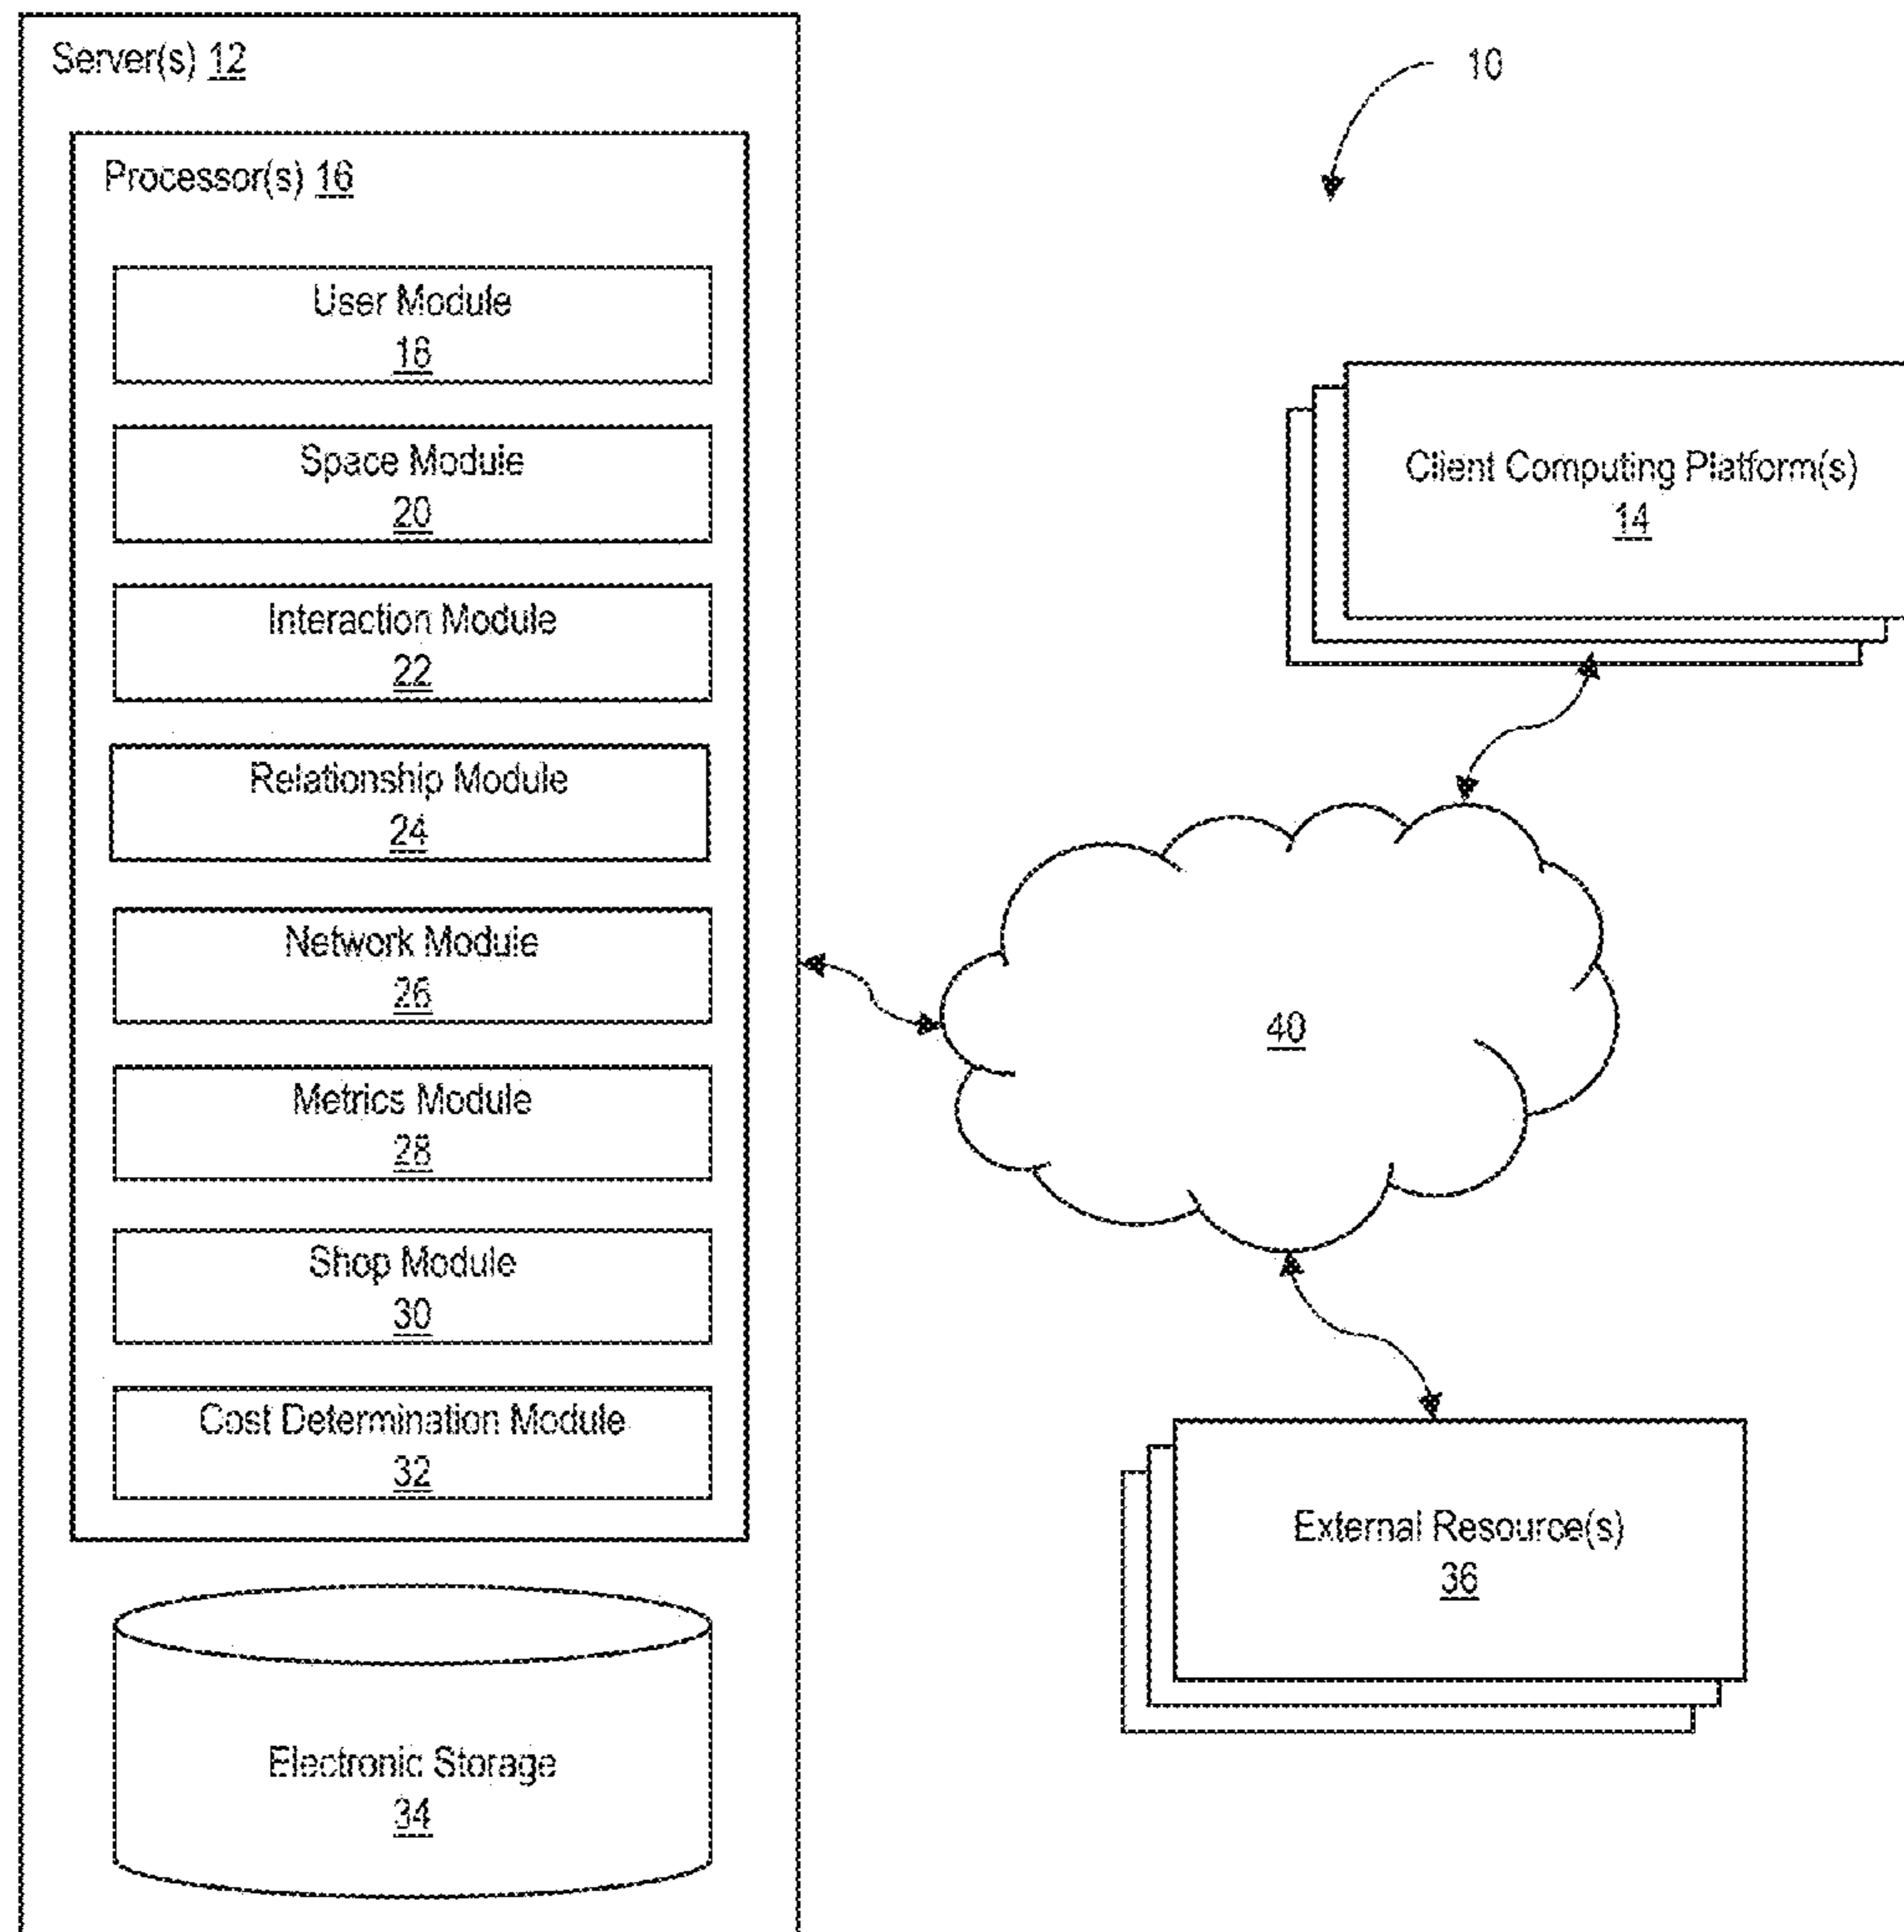 Server(s) 12
10
Processor(s) 16
User Module
18
Space Module
20
Interaction Module
22
Relationship Module
24
Network Module
26
Metrics Module
28
Shop Module
30
Cost Determination Module
32
Electronic Storage
34
Client Computing Platform(s)
14
40
External Resource(s)
36